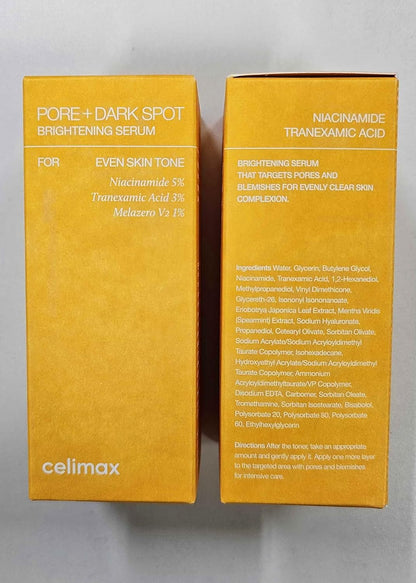 PORE + DARK SPOT
BRIGHTENING SERUM
FOR EVEN SKIN TONE
Niacinamide 5%
Tranexamic Acid 3%
Melazero V2 1%
celimax
NIACINAMIDE
TRANEXAMIC ACID
BRIGHTENING SERUM
THAT TARGETS PORES AND
BLEMISHES FOR EVENLY CLEAR SKIN
COMPLEXION.
Ingredients Water, Glycerin, Butylene Glycol,
Niacinamide, Tranexamic Acid, 1,2-Hexanediol,
Methylpropanediol, Vinyl Dimethicone,
Glycereth-26, Isononyl Isononanoate,
Eriobotrya Japonica Leaf Extract, Mentha Viridis
(Spearmint) Extract, Sodium Hyaluronate,
Propanediol, Cetearyl Olivate, Sorbitan Olivate,
Sodium Acrylate/Sodium Acryloyldimethyl
Taurate Copolymer, Isohexadecane,
Hydroxyethyl Acrylate/Sodium Acryloyldimethyl
Taurate Copolymer, Ammonium
Acryloyldimethyltaurate/VP Copolymer,
Disodium EDTA, Carbomer, Sorbitan Oleate,
Tromethamine, Sorbitan Isostearate, Bisabolol,
Polysorbate 20, Polysorbate 80, Polysorbate
60, Ethylhexylglycerin
Directions After the toner, take an appropriate
amount and gently apply it. Apply one more layer
to the targeted area with pores and blemishes
for intensive care.